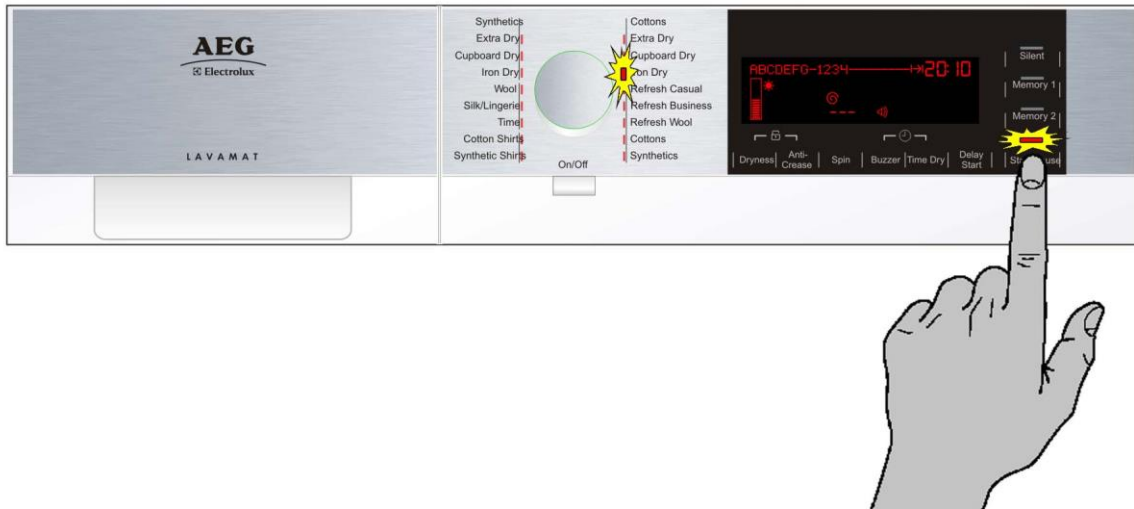 AEG
Electrolux
LAVAMAT
Synthetics
Extra Dry
Cupboard Dry
Iron Dry
Wool
Silk/Lingerie
Time
Cotton Shirts
Synthetic Shirts
On/Off
Cottons
Extra Dry
Cupboard Dry
Iron Dry
Refresh Casual
Refresh Business
Refresh Wool
Cottons
Synthetics
ABCDEFG-1234
20:10
Silent
Memory 1
Memory 2
Dryness
Anti-
Crease
Spin
Buzzer
Time Dry
Delay
Start